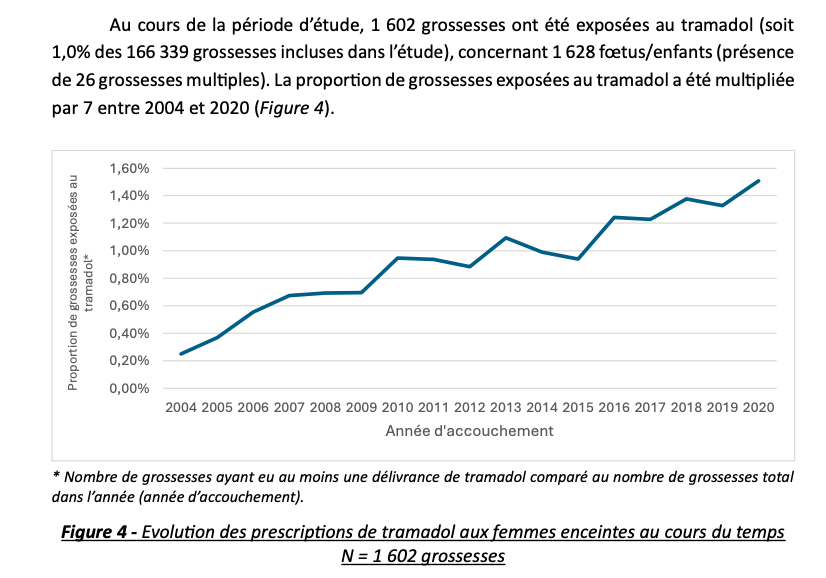 Au cours de la période d’étude, 1 602 grossesses ont été exposées au tramadol (soit
1,0% des 166 339 grossesses incluses dans l’étude), concernant 1 628 fœtus/enfants (présence
de 26 grossesses multiples). La proportion de grossesses exposées au tramadol a été multipliée
par 7 entre 2004 et 2020 (Figure 4).
Proportion de grossesses exposées au
tramadol*
1,60%
1,40%
1,20%
1,00%
0,80%
0,60%
0,40%
0,20%
0,00%
2004 2005 2006 2007 2008 2009 2010 2011 2012 2013 2014 2015 2016 2017 2018 2019 2020
Année d'accouchement
* Nombre de grossesses ayant eu au moins une délivrance de tramadol comparé au nombre de grossesses total
dans l’année (année d’accouchement).
Figure 4 - Evolution des prescriptions de tramadol aux femmes enceintes au cours du temps
N = 1 602 grossesses